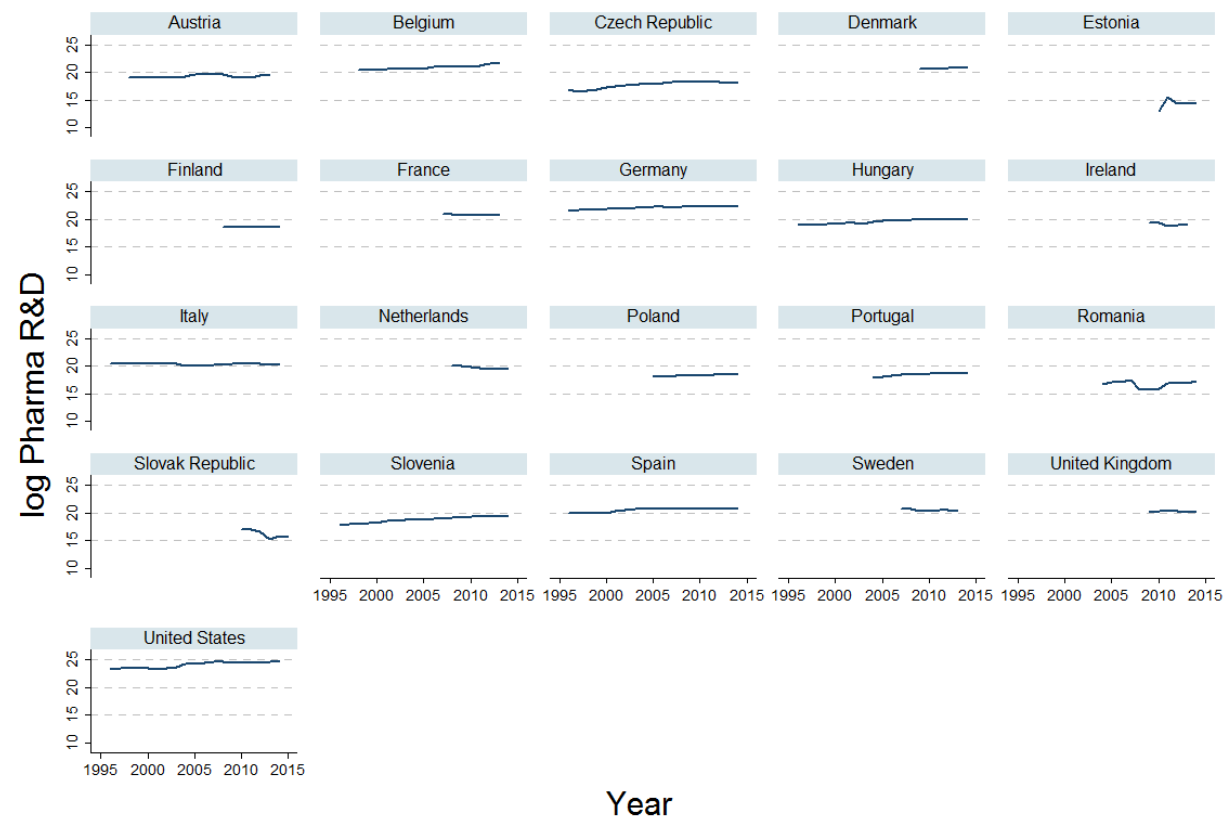 Austria Belgium Czech Republic Denmark Estonia
25
20
15
10
Finland France Germany Hungary Ireland
25
20
15
10
Italy Netherlands Poland Portugal Romania
25
20
15
10
Slovak Republic Slovenia Spain Sweden United Kingdom
25
20
15
10
1995 2000 2005 2010 2015 1995 2000 2005 2010 2015 1995 2000 2005 2010 2015 1995 2000 2005 2010 2015
United States
25
20
15
10
1995 2000 2005 2010 2015
log Pharma R&D
Year